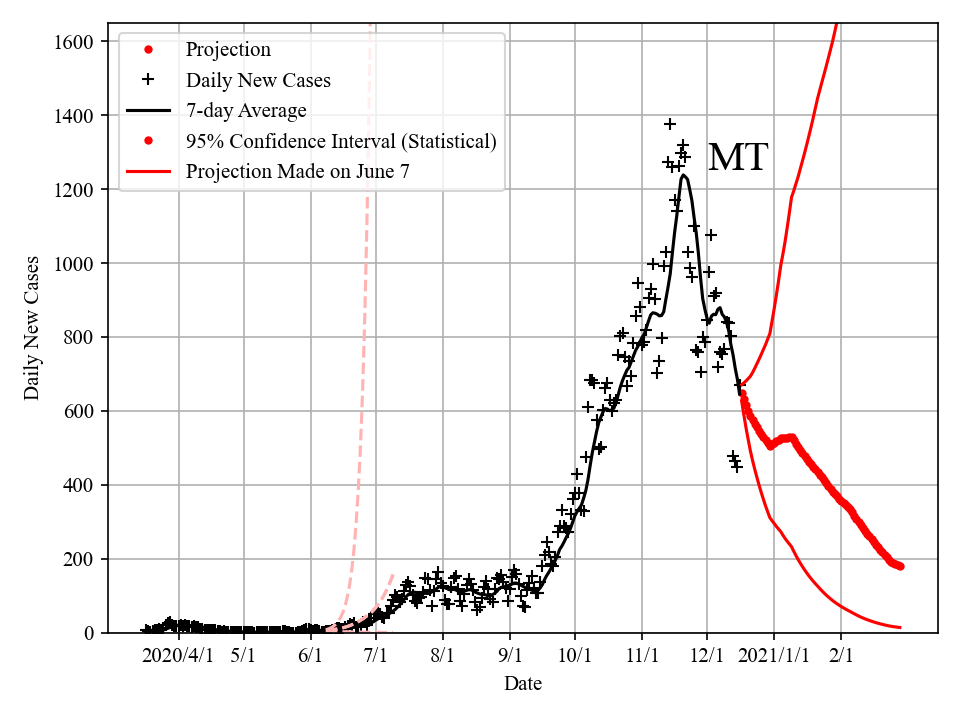 1600
1400
1200
1000
800
600
400
200
0
Daily New Cases
Projection
Daily New Cases
7-day Average
95% Confidence Interval (Statistical)
Projection Made on June 7
MT
2020/4/1 5/1 6/1 7/1 8/1 9/1 10/1 11/1 12/1 2021/1/1 2/1
Date